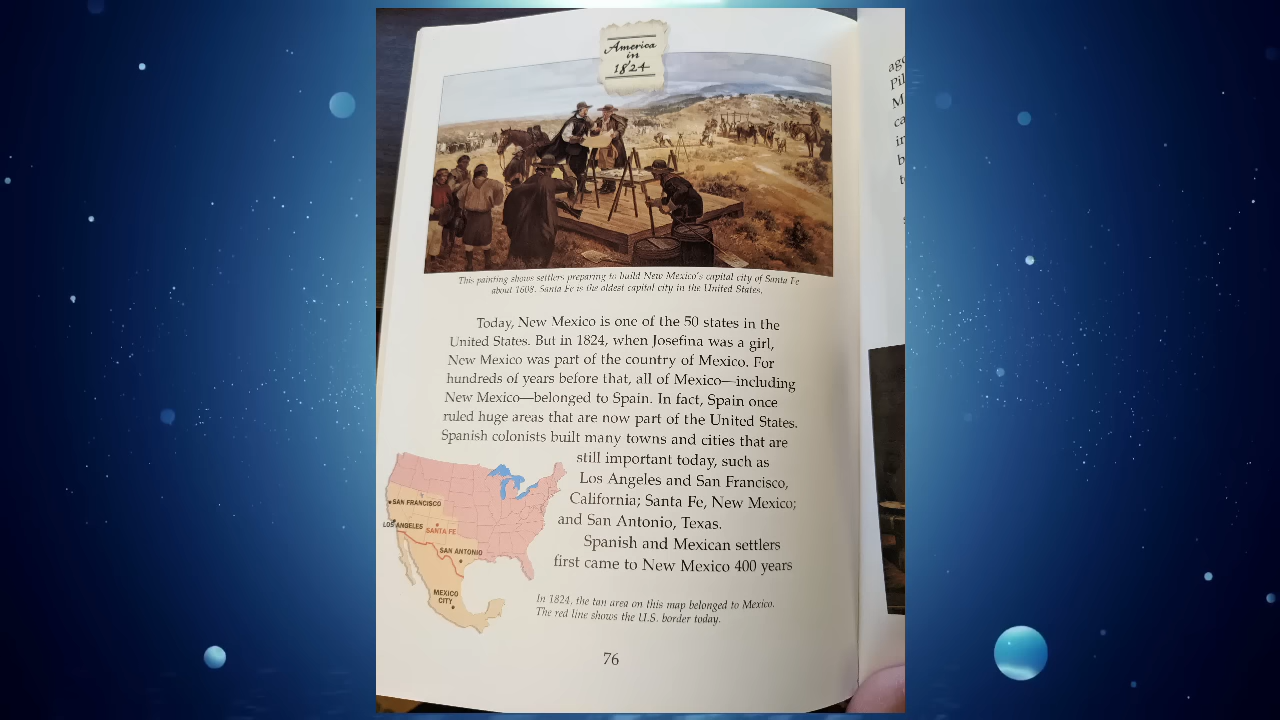 America
in
1824
This painting shows settlers preparing to build New Mexico's capital city of Santa Fe
about 1608. Santa Fe is the oldest capital city in the United States.
Today, New Mexico is one of the 50 states in the
United States. But in 1824, when Josefina was a girl,
New Mexico was part of the country of Mexico. For
hundreds of years before that, all of Mexico—including
New Mexico—belonged to Spain. In fact, Spain once
ruled huge areas that are now part of the United States.
Spanish colonists built many towns and cities that are
still important today, such as
Los Angeles and San Francisco,
California; Santa Fe, New Mexico;
and San Antonio, Texas.
Spanish and Mexican settlers
first came to New Mexico 400 years
SAN FRANCISCO
LOS ANGELES
SANTA FE
SAN ANTONIO
MEXICO
CITY
In 1824, the tan area on this map belonged to Mexico.
The red line shows the U.S. border today.
76